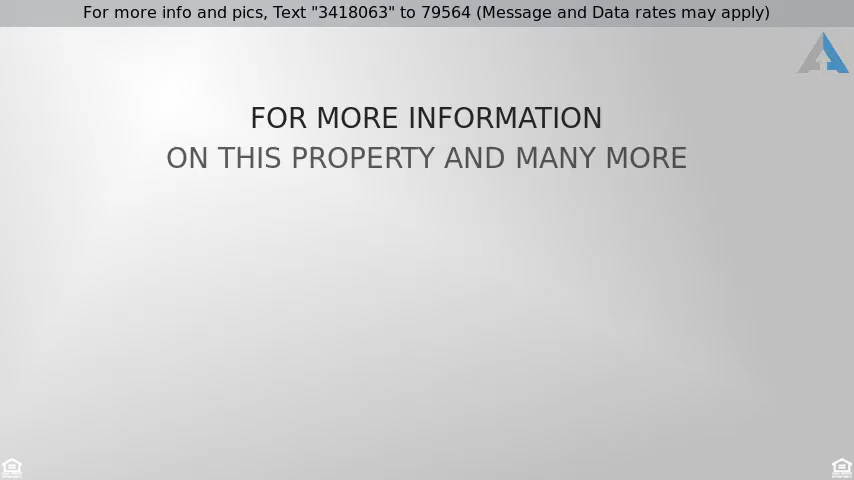 For more info and pics, Text "3418063" to 79564 (Message and Data rates may apply)
FOR MORE INFORMATION
ON THIS PROPERTY AND MANY MORE